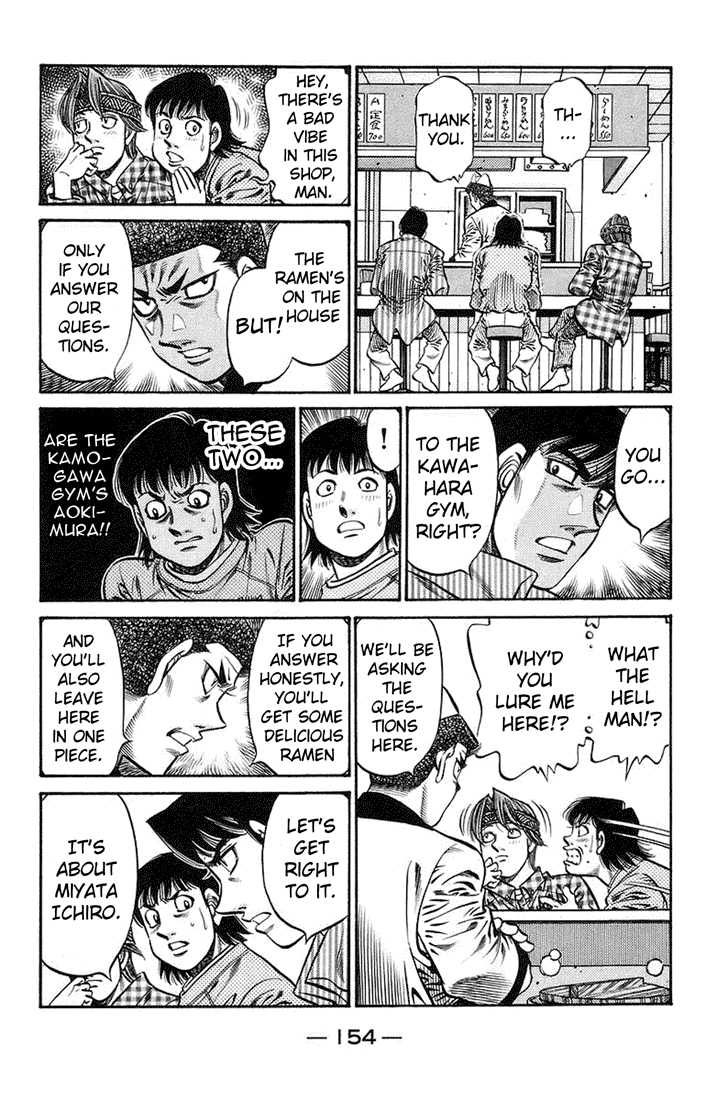 TH-
---
THANK
YOU.
HEY,
THERE'S
A BAD
VIBE
IN THIS
SHOP,
MAN.
THE
RAMEN'S
ON THE
HOUSE
BUT!
ONLY
IF YOU
ANSWER
OUR
QUES-
TIONS.
YOU
GO...
TO THE
KAWA-
HARA
GYM,
RIGHT?
!
THESE
TWO...
ARE THE
KAMO-
GAWA
GYM'S
AOKI-
MURA!!
WHAT
THE
HELL
MAN!?
WHY'D
YOU
LURE ME
HERE!?
WE'LL BE
ASKING
THE
QUES-
TIONS
HERE.
IF YOU
ANSWER
HONESTLY,
YOU'LL
GET SOME
DELICIOUS
RAMEN
AND
YOU'LL
ALSO
LEAVE
HERE
IN ONE
PIECE.
LET'S
GET
RIGHT
TO IT.
IT'S
ABOUT
MIYATA
ICHIRO.
— 154 —